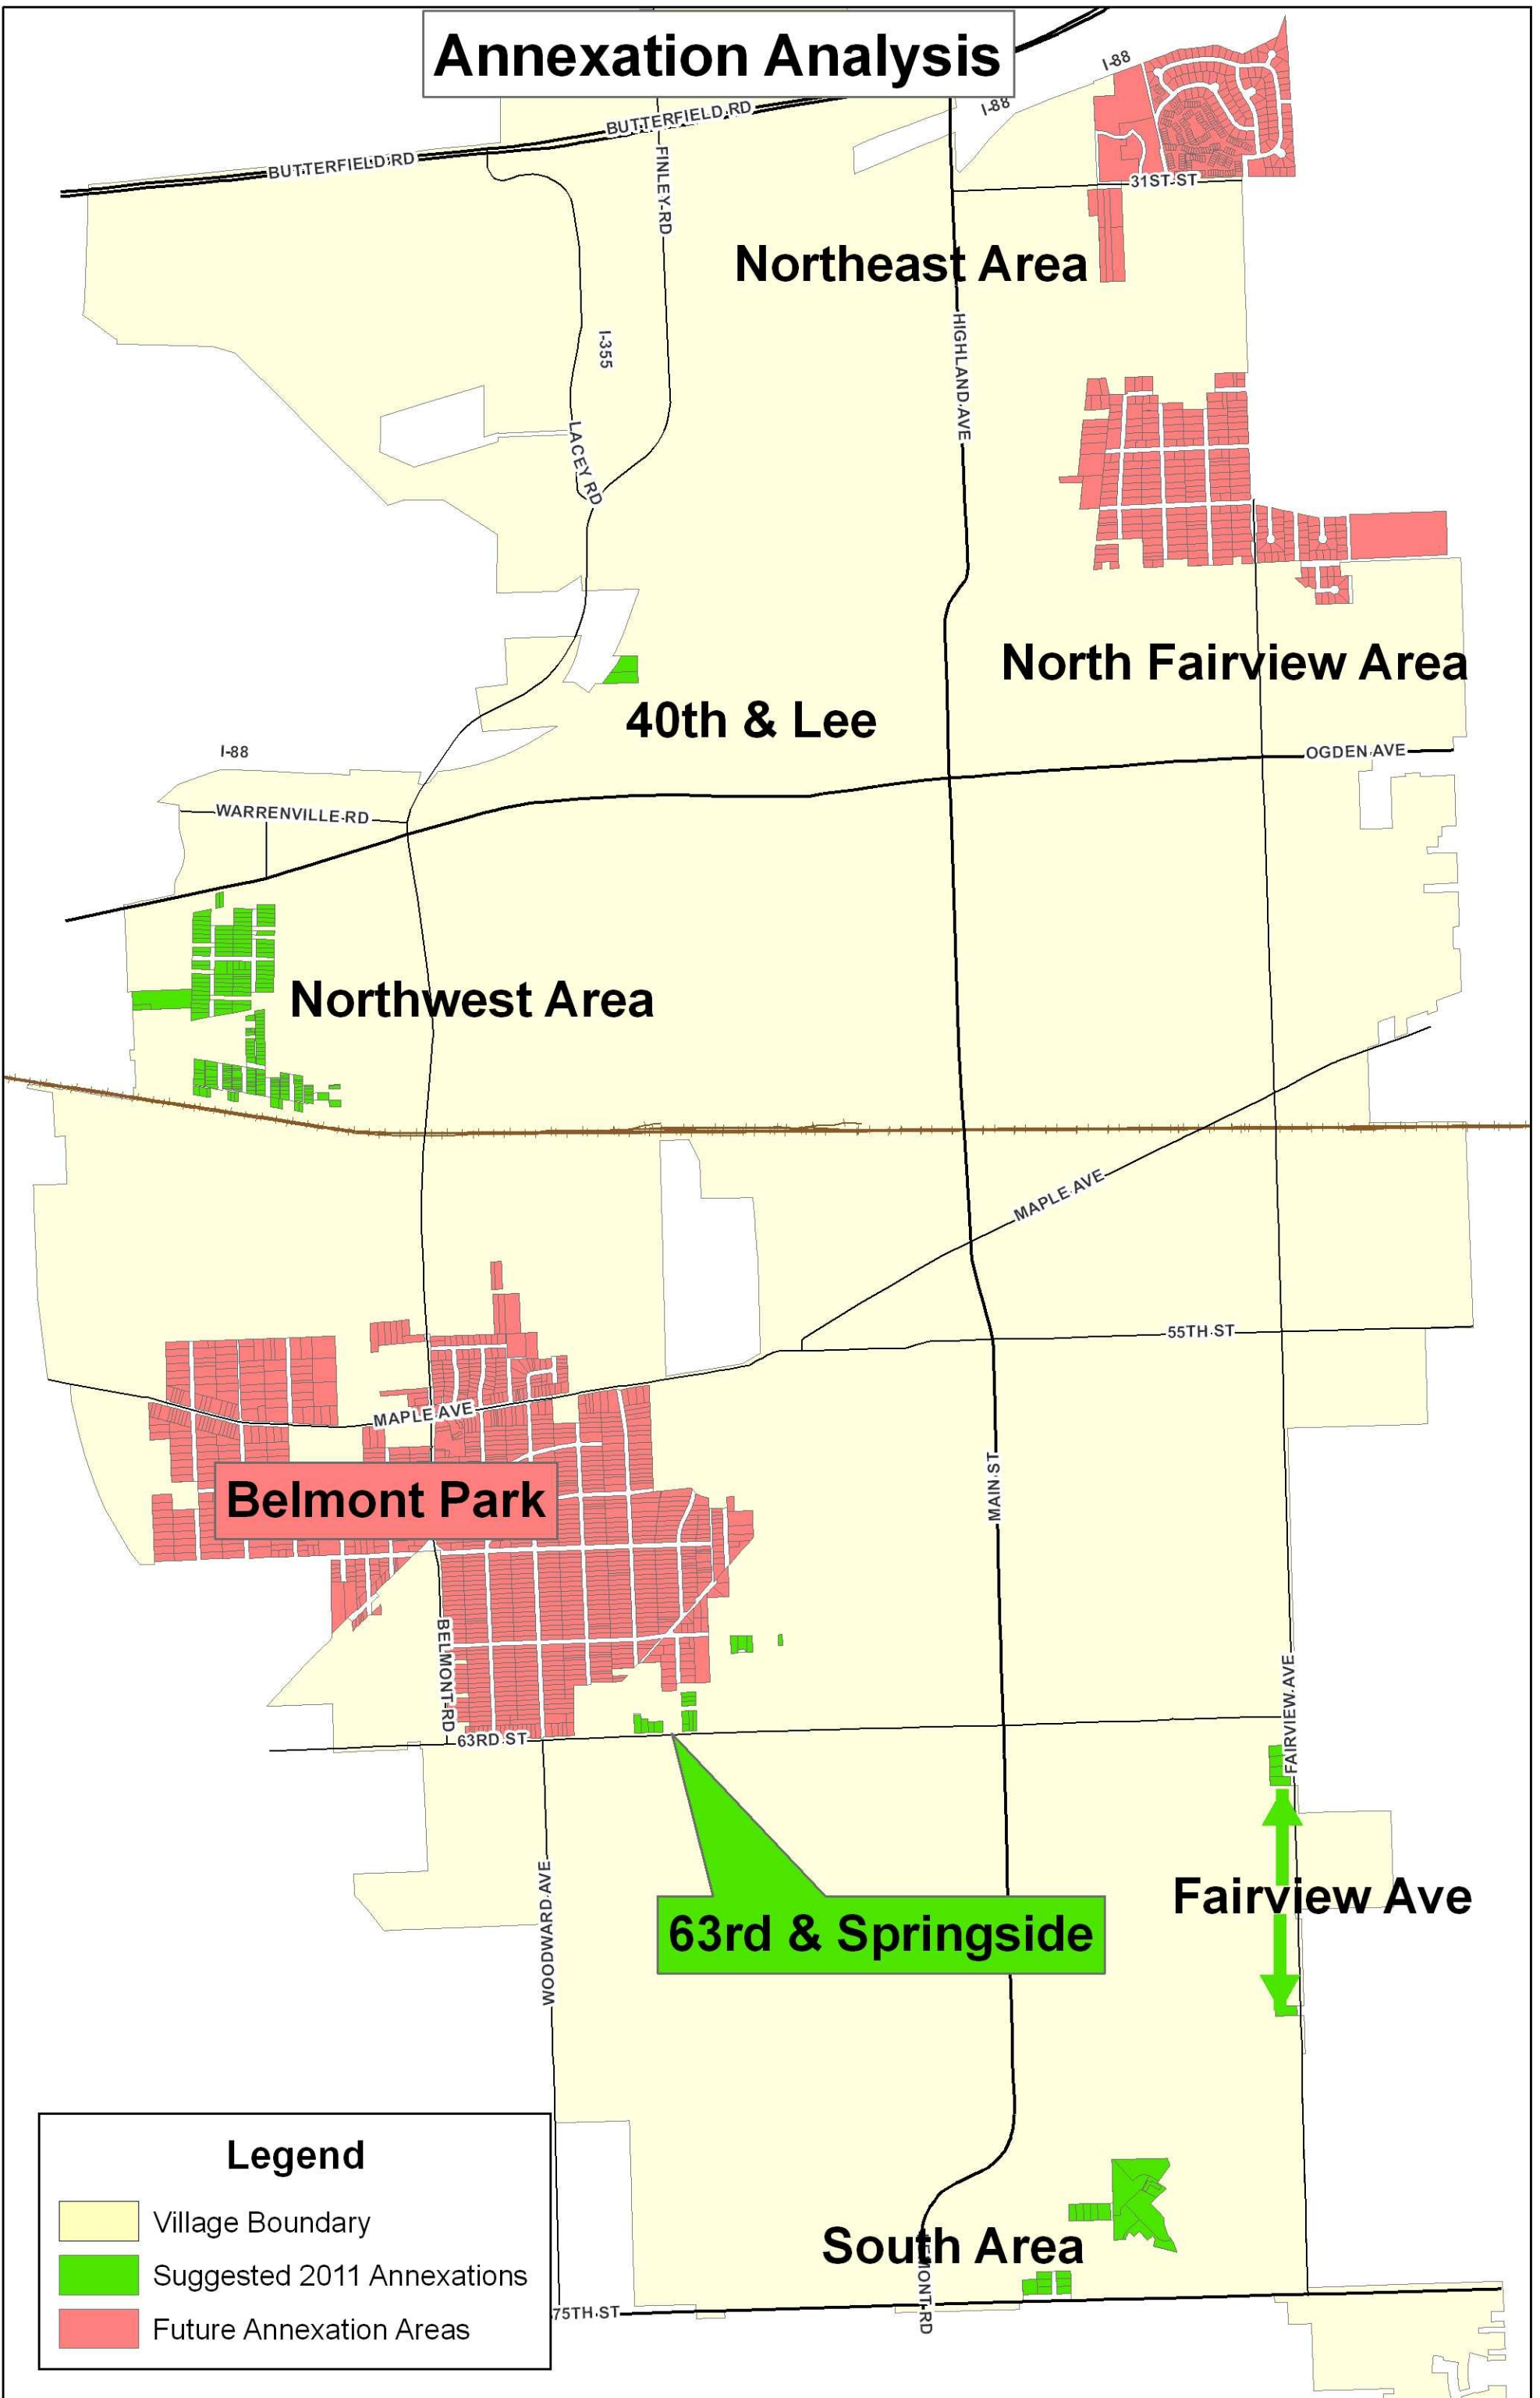 Annexation Analysis
I-88
I-88
BUTTERFIELD RD
BUTTERFIELD RD
FINLEY RD
31ST ST
Northeast Area
HIGHLAND AVE
I-355
LACEY RD
North Fairview Area
40th & Lee
OGDEN AVE
I-88
WARRENVILLE RD
Northwest Area
MAPLE AVE
55TH ST
MAPLE AVE
Belmont Park
MAIN ST
BELMONT RD
63RD ST
FAIRVIEW AVE
Fairview Ave
63rd & Springside
WOODWARD AVE
South Area
75TH ST
Legend
Village Boundary
Suggested 2011 Annexations
Future Annexation Areas